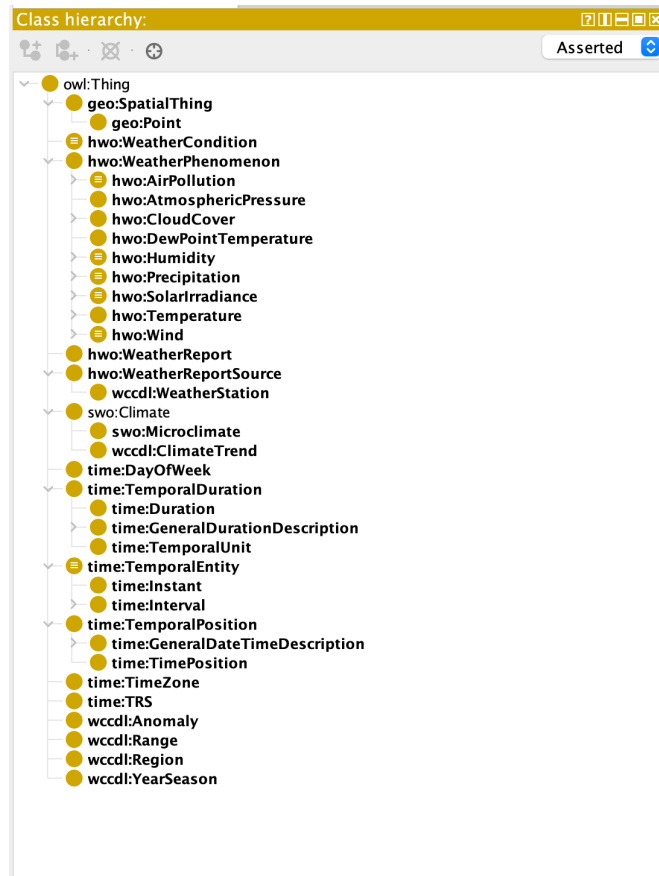 Class hierarchy:
Asserted
owl:Thing
geo:SpatialThing
geo:Point
hwo:WeatherCondition
hwo:WeatherPhenomenon
hwo:AirPollution
hwo:AtmosphericPressure
hwo:CloudCover
hwo:DewPointTemperature
hwo:Humidity
hwo:Precipitation
hwo:SolarIrradiance
hwo:Temperature
hwo:Wind
hwo:WeatherReport
hwo:WeatherReportSource
wccdl:WeatherStation
swo:Climate
swo:Microclimate
wccdl:ClimateTrend
time:DayOfWeek
time:TemporalDuration
time:Duration
time:GeneralDurationDescription
time:TemporalUnit
time:TemporalEntity
time:Instant
time:Interval
time:TemporalPosition
time:GeneralDateTimeDescription
time:TimePosition
time:TimeZone
time:TRS
wccdl:Anomaly
wccdl:Range
wccdl:Region
wccdl:YearSeason